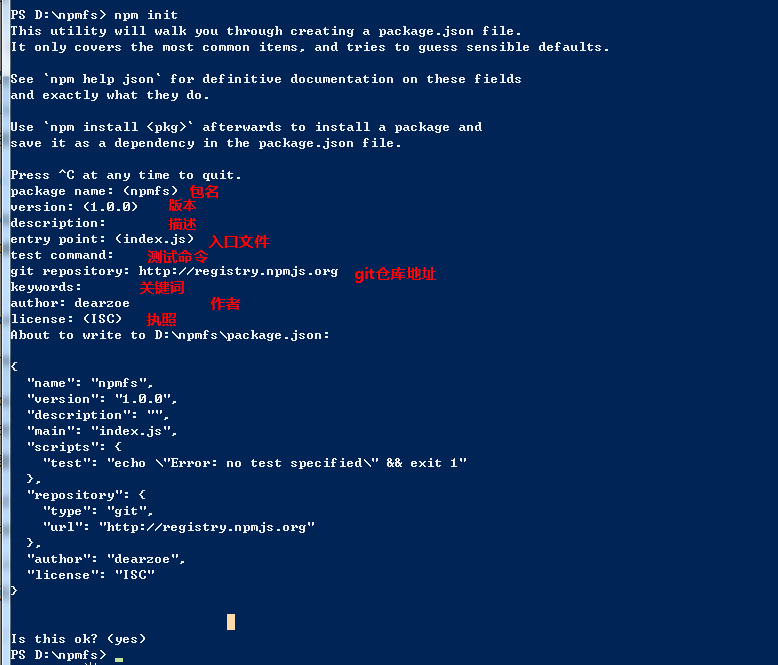 PS D:\npmfs> npm init
This utility will walk you through creating a package.json file.
It only covers the most common items, and tries to guess sensible defaults.
See `npm help json` for definitive documentation on these fields
and exactly what they do.
Use `npm install <pkg>` afterwards to install a package and
save it as a dependency in the package.json file.
Press ^C at any time to quit.
package name: (npmfs) 包名
version: (1.0.0) 版本
description: 描述
entry point: (index.js) 入口文件
test command: 测试命令
git repository: http://registry.npmjs.org git仓库地址
keywords: 关键词
author: dearzoe 作者
license: (ISC) 执照
About to write to D:\npmfs\package.json:
{
"name": "npmfs",
"version": "1.0.0",
"description": "",
"main": "index.js",
"scripts": {
"test": "echo \"Error: no test specified\" && exit 1"
},
"repository": {
"type": "git",
"url": "http://registry.npmjs.org"
},
"author": "dearzoe",
"license": "ISC"
}
Is this ok? (yes)
PS D:\npmfs>